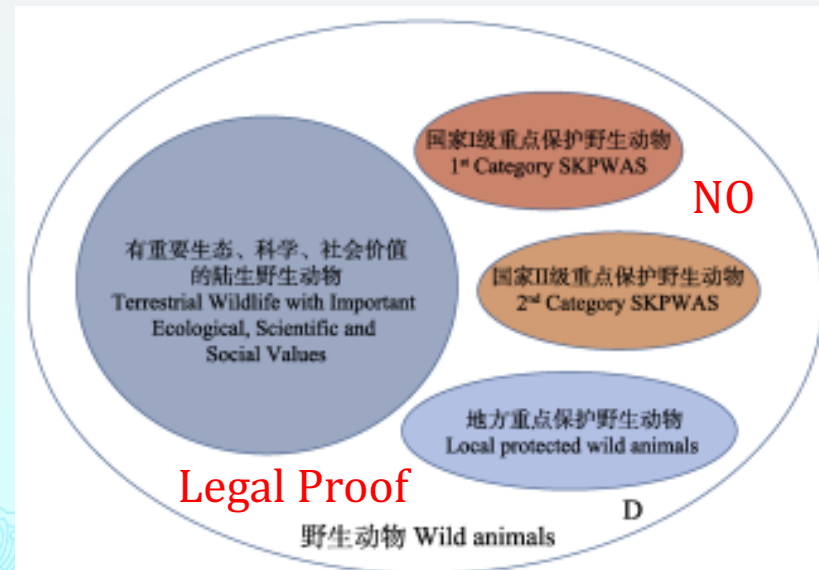 国家I级重点保护野生动物
1st Category SKPWAS
NO
有重要生态、科学、社会价值
的陆生野生动物
Terrestrial Wildlife with Important
Ecological, Scientific and
Social Values
国家II级重点保护野生动物
2nd Category SKPWAS
地方重点保护野生动物
Local protected wild animals
Legal Proof
D
野生动物 Wild animals